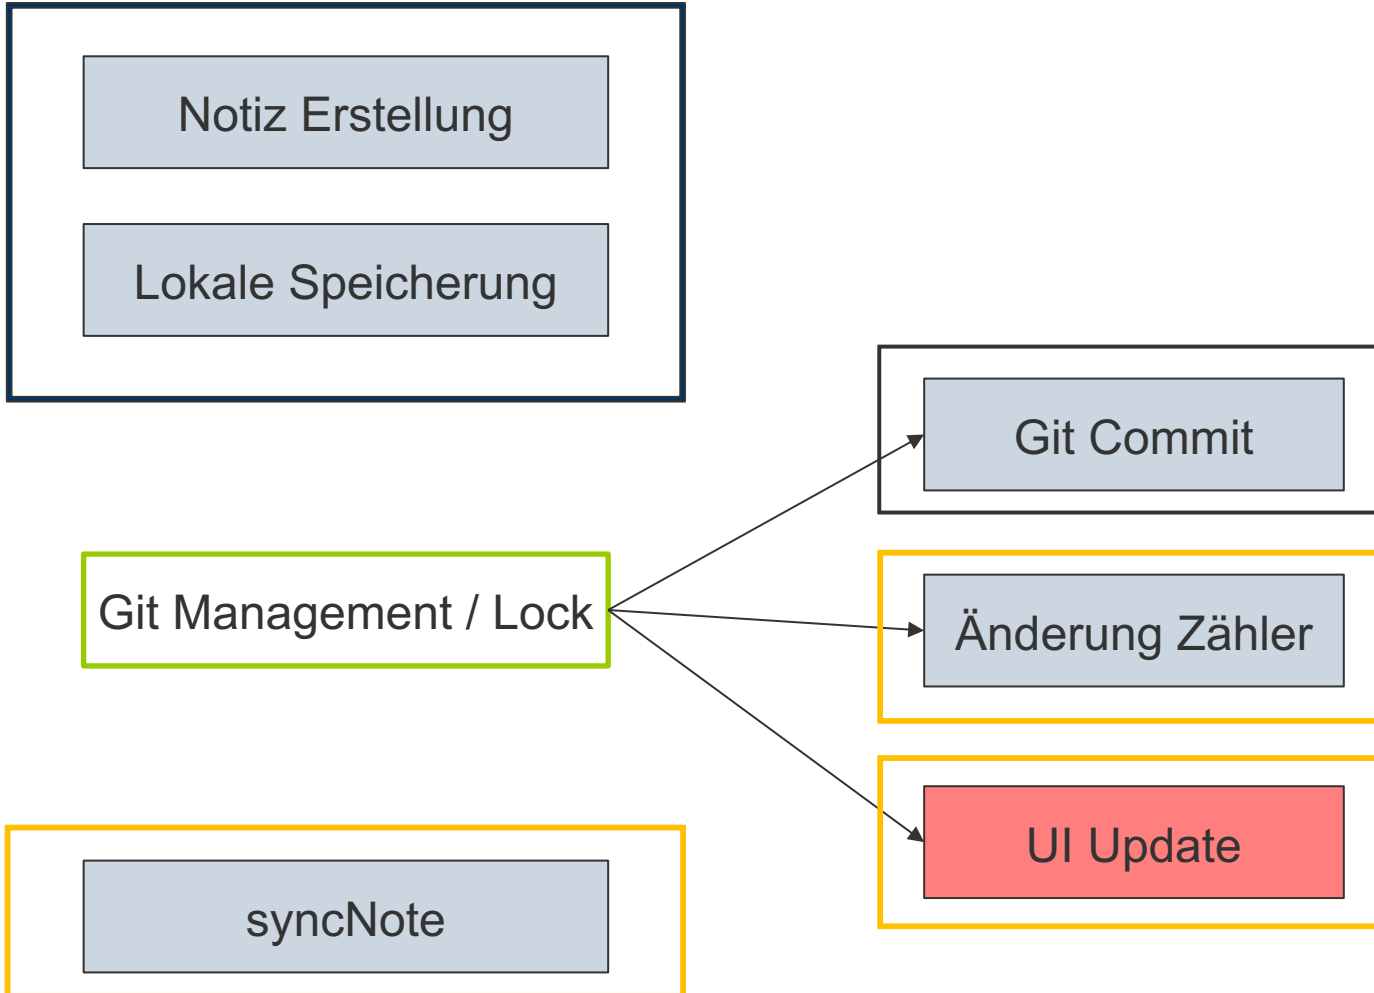 Notiz Erstellung
Lokale Speicherung
Git Commit
Git Management / Lock
Änderung Zähler
UI Update
syncNote